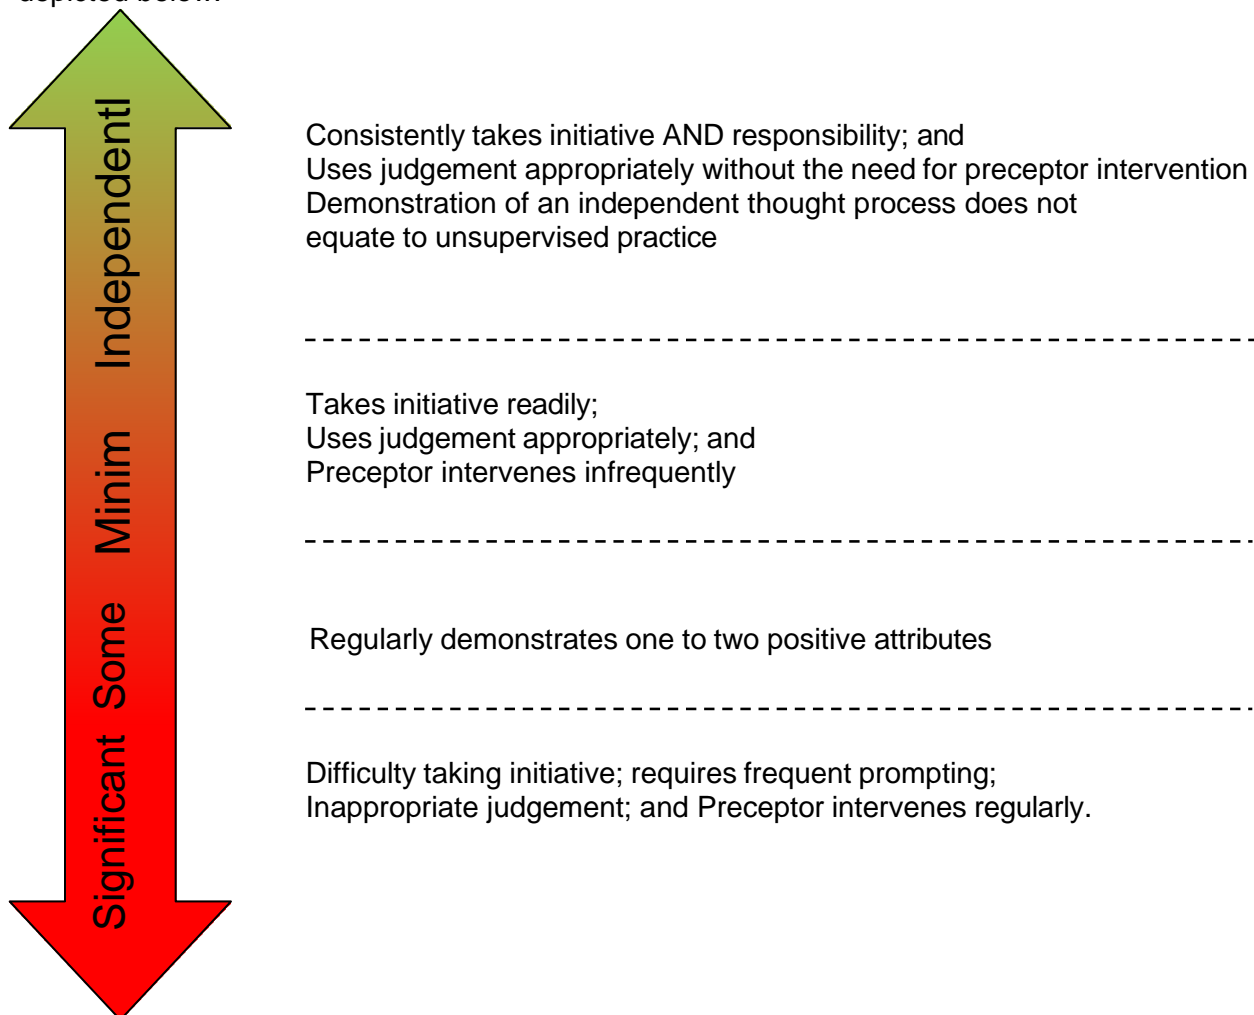 depicted below.
Independentl
Consistently takes initiative AND responsibility; and
Uses judgement appropriately without the need for preceptor intervention
Demonstration of an independent thought process does not
equate to unsupervised practice
Minim
Takes initiative readily;
Uses judgement appropriately; and
Preceptor intervenes infrequently
Some
Regularly demonstrates one to two positive attributes
Significant
Difficulty taking initiative; requires frequent prompting;
Inappropriate judgement; and Preceptor intervenes regularly.